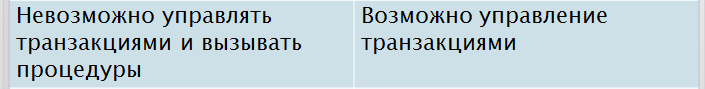 Невозможно управлять
транзакциями и вызывать
процедуры
Возможно управление
транзакциями